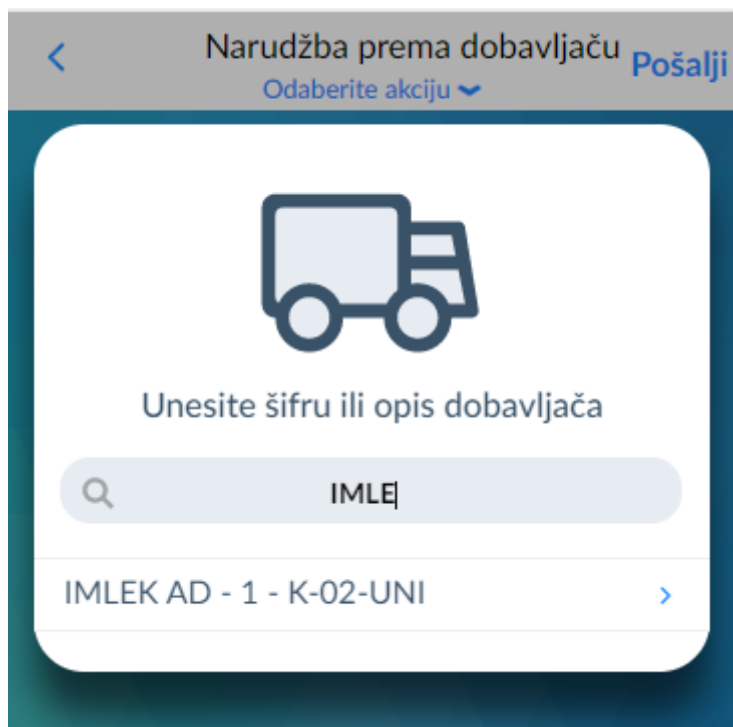 Narudžba prema dobavljaču
Pošalji
Odaberite akciju
Unesite šifru ili opis dobavljača
IMLE
IMLEK AD - 1 - K-02-UNI